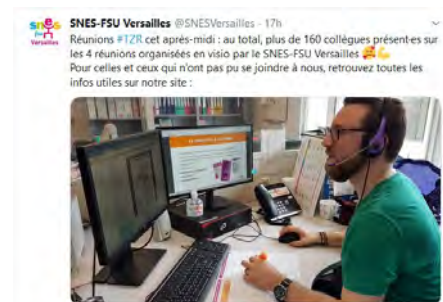 snes
fsu
Versailles
SNES-FSU Versailles @SNESVersailles · 17h
Réunions #TZR cet après-midi : au total, plus de 160 collègues présent·es sur
les 4 réunions organisées en visio par le SNES-FSU Versailles 🥰💪
Pour celles et ceux qui n'ont pas pu se joindre à nous, retrouvez toutes les
infos utiles sur notre site :